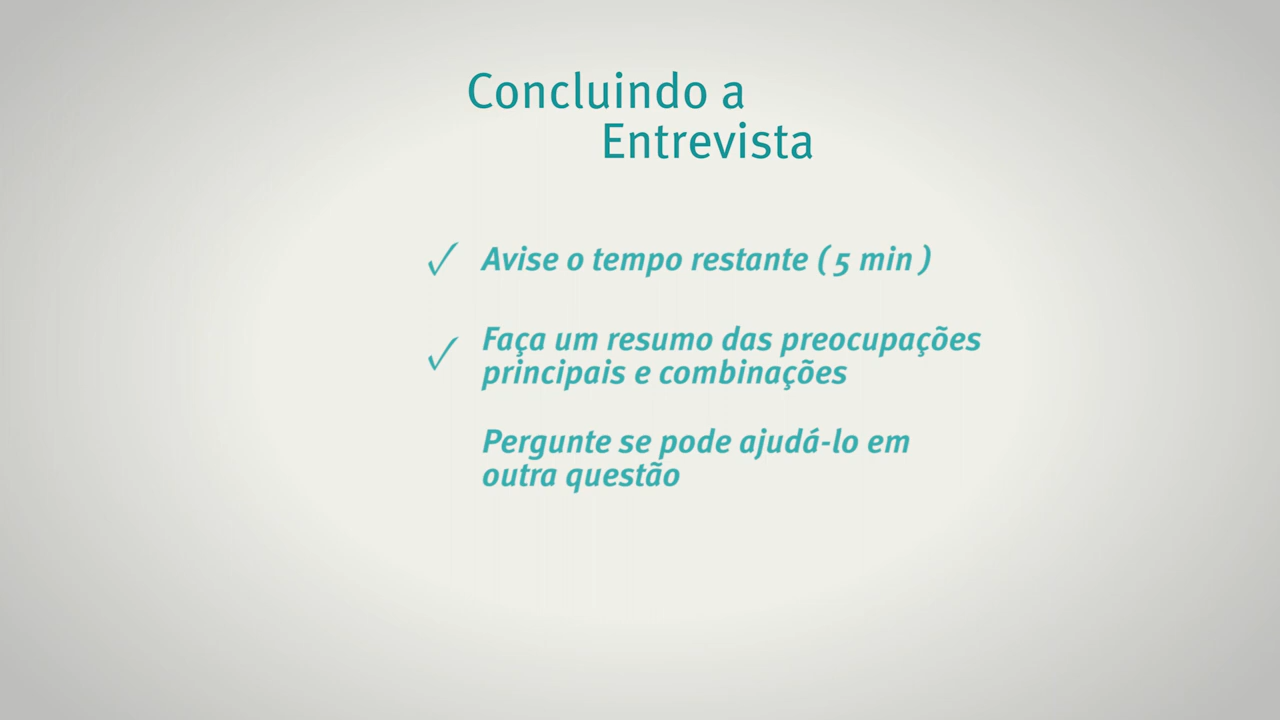 Concluindo a
Entrevista
✓ Avise o tempo restante ( 5 min )
✓ Faça um resumo das preocupações
principais e combinações
Pergunte se pode ajudá-lo em
outra questão